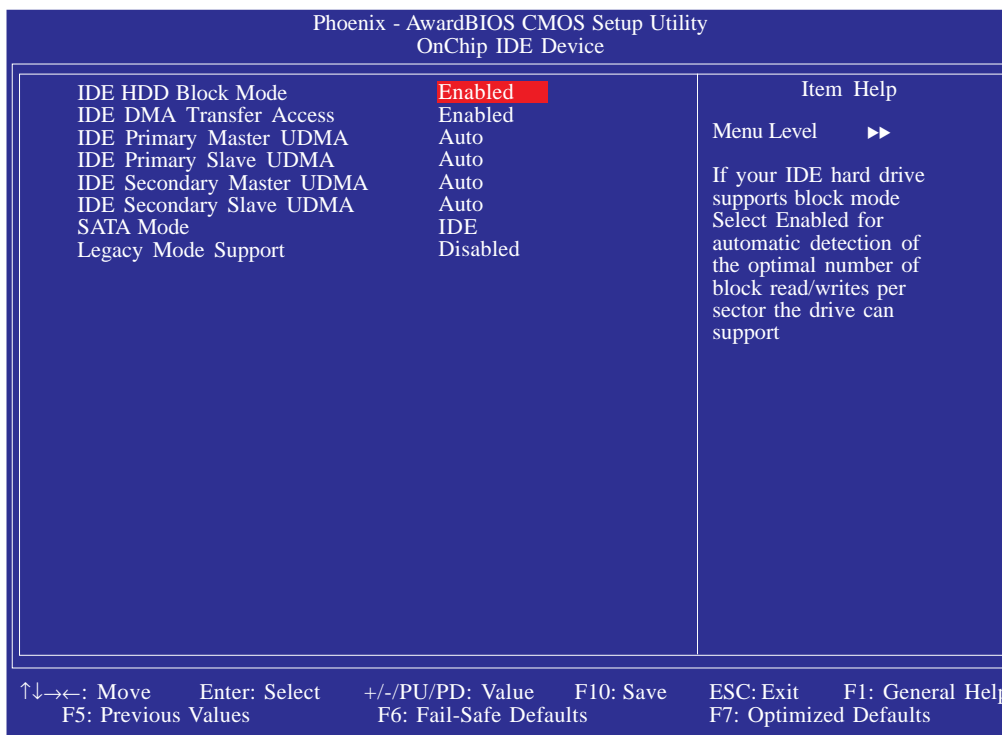 Phoenix - AwardBIOS CMOS Setup Utility
OnChip IDE Device
IDE HDD Block Mode Enabled
IDE DMA Transfer Access Enabled
IDE Primary Master UDMA Auto
IDE Primary Slave UDMA Auto
IDE Secondary Master UDMA Auto
IDE Secondary Slave UDMA Auto
SATA Mode IDE
Legacy Mode Support Disabled
Item Help
Menu Level ▶▶
If your IDE hard drive
supports block mode
Select Enabled for
automatic detection of
the optimal number of
block read/writes per
sector the drive can
support
↑↓→←: Move Enter: Select +/-/PU/PD: Value F10: Save ESC: Exit F1: General Help
F5: Previous Values F6: Fail-Safe Defaults F7: Optimized Defaults